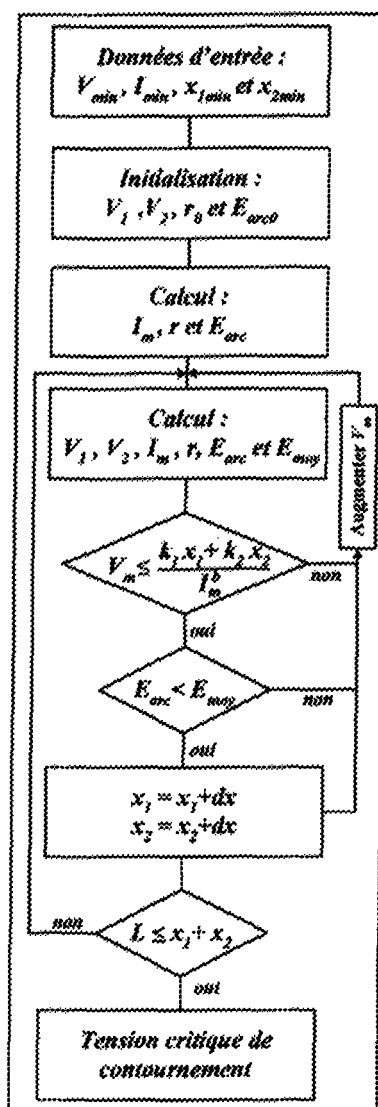 Données d'entrée :
V_min, I_min, x_1min et x_2min
Initialisation :
V_1, V_2, r_0 et E_arc0
Calcul :
I_m, r et E_arc
Calcul :
V_1, V_2, I_m, r, E_arc et E_moy
Augmenter V_m
V_m ≤ (k_1 x_1 + k_2 x_2) / I_m^b
non
oui
E_arc < E_moy
non
oui
x_1 = x_1+dx
x_2 = x_2+dx
non
L ≤ x_1 + x_2
oui
Tension critique de
contournement